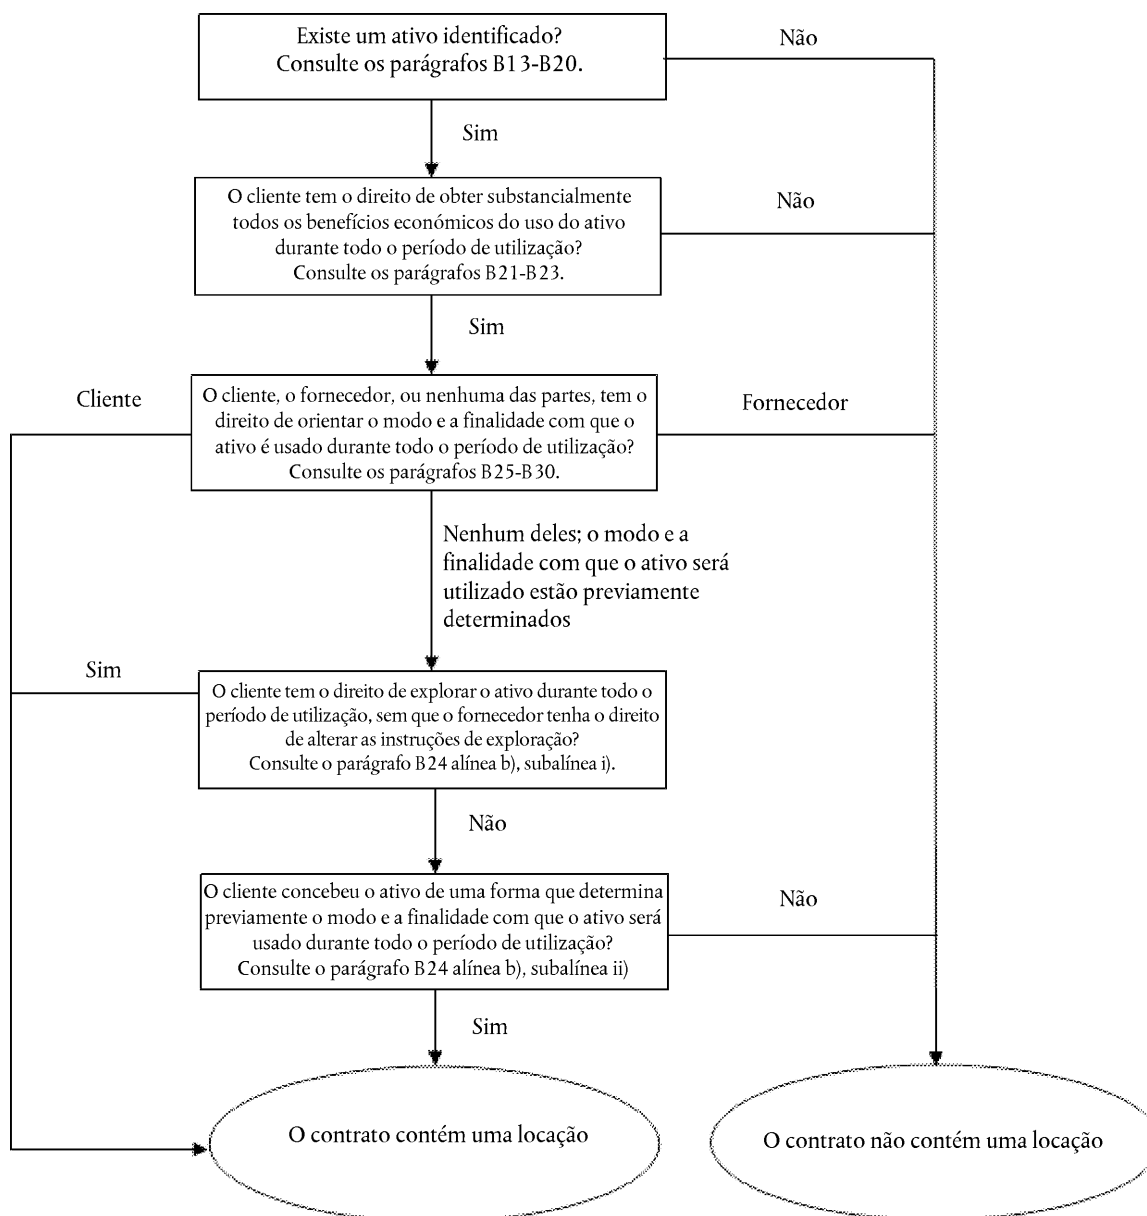 Existe um ativo identificado?
Consulte os parágrafos B13-B20.
Não
Sim
O cliente tem o direito de obter substancialmente
todos os benefícios económicos do uso do ativo
durante todo o período de utilização?
Consulte os parágrafos B21-B23.
Não
Sim
Cliente
O cliente, o fornecedor, ou nenhuma das partes, tem o
direito de orientar o modo e a finalidade com que o
ativo é usado durante todo o período de utilização?
Consulte os parágrafos B25-B30.
Fornecedor
Nenhum deles; o modo e a
finalidade com que o ativo será
utilizado estão previamente
determinados
Sim
O cliente tem o direito de explorar o ativo durante todo o
período de utilização, sem que o fornecedor tenha o direito
de alterar as instruções de exploração?
Consulte o parágrafo B24 alínea b), subalínea i).
Não
O cliente concebeu o ativo de uma forma que determina
previamente o modo e a finalidade com que o ativo será
usado durante todo o período de utilização?
Consulte o parágrafo B24 alínea b), subalínea ii)
Não
Sim
O contrato contém uma locação
O contrato não contém uma locação